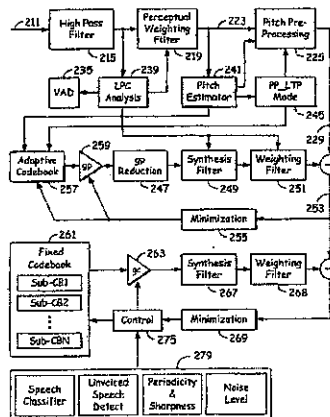 211
High Pass
Filter
215
Perceptual
Weighting
Filter
219
223
Pitch Pre-
Processing
225
235
VAD
239
LPC
Analysis
241
Pitch
Estimator
PP_LTP
Mode
245
229
259
Adaptive
Codebook
257
gp
gp
Reduction
247
Synthesis
Filter
249
Weighting
Filter
251
253
Minimization
255
261
Fixed
Codebook
Sub-CB1
Sub-CB2
Sub-CBN
263
gc
Synthesis
Filter
267
Weighting
Filter
268
Control
275
Minimization
269
279
Speech
Classifier
Unvoiced
Speech
Detect
Periodicity
& Sharpness
Noise
Level